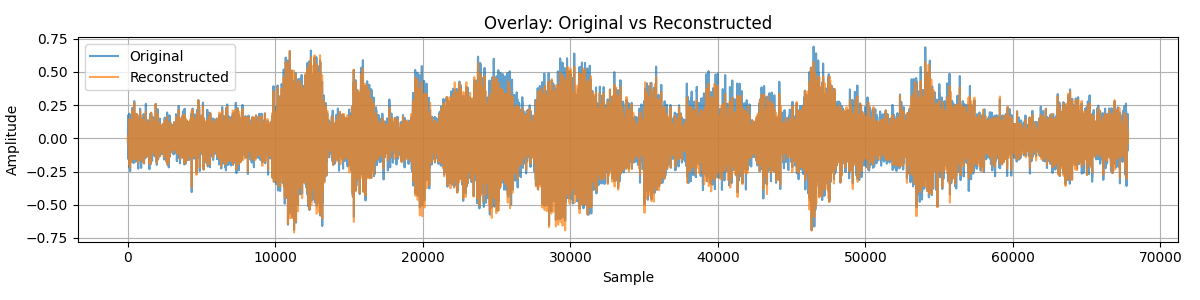 Overlay: Original vs Reconstructed
Original
Reconstructed
Amplitude
0.75
0.50
0.25
0.00
−0.25
−0.50
−0.75
0 10000 20000 30000 40000 50000 60000 70000
Sample